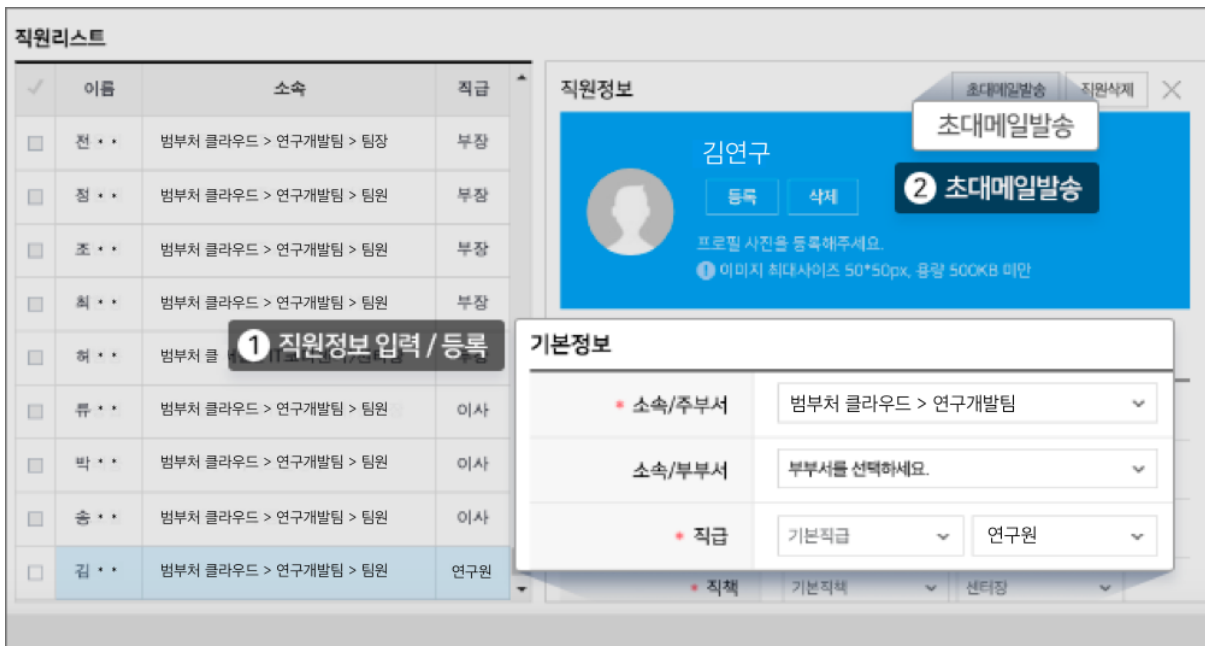 직원리스트
이름 소속 직급
전 • • 범부처 클라우드 > 연구개발팀 > 팀장 부장
정 • • 범부처 클라우드 > 연구개발팀 > 팀원 부장
조 • • 범부처 클라우드 > 연구개발팀 > 팀원 부장
최 • • 범부처 클라우드 > 연구개발팀 > 팀원 부장
허 • • 범부처 클
류 • • 범부처 클라우드 > 연구개발팀 > 팀원 이사
박 • • 범부처 클라우드 > 연구개발팀 > 팀원 이사
송 • • 범부처 클라우드 > 연구개발팀 > 팀원 이사
김 • • 범부처 클라우드 > 연구개발팀 > 팀원 연구원
1 직원정보 입력 / 등록
직원정보
초대메일발송 직원삭제
초대메일발송
2 초대메일발송
김연구
등록 삭제
프로필 사진을 등록해주세요.
이미지 최대사이즈 50*50px, 용량 500KB 미만
기본정보
* 소속/주부서 범부처 클라우드 > 연구개발팀
소속/부부서 부부서를 선택하세요.
* 직급 기본직급 연구원
* 직책 기본직책 센터장